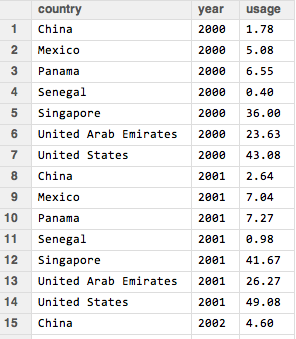 country year usage
1 China 2000 1.78
2 Mexico 2000 5.08
3 Panama 2000 6.55
4 Senegal 2000 0.40
5 Singapore 2000 36.00
6 United Arab Emirates 2000 23.63
7 United States 2000 43.08
8 China 2001 2.64
9 Mexico 2001 7.04
10 Panama 2001 7.27
11 Senegal 2001 0.98
12 Singapore 2001 41.67
13 United Arab Emirates 2001 26.27
14 United States 2001 49.08
15 China 2002 4.60